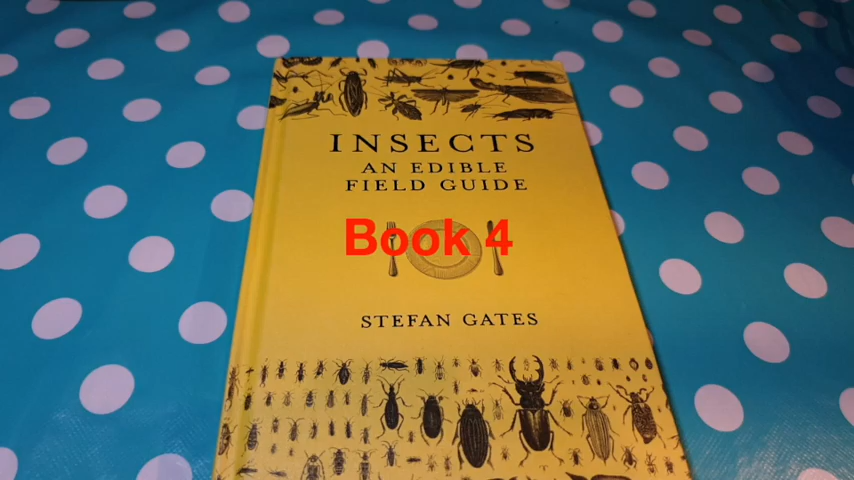 INSECTS
AN EDIBLE
FIELD GUIDE
Book 4
STEFAN GATES